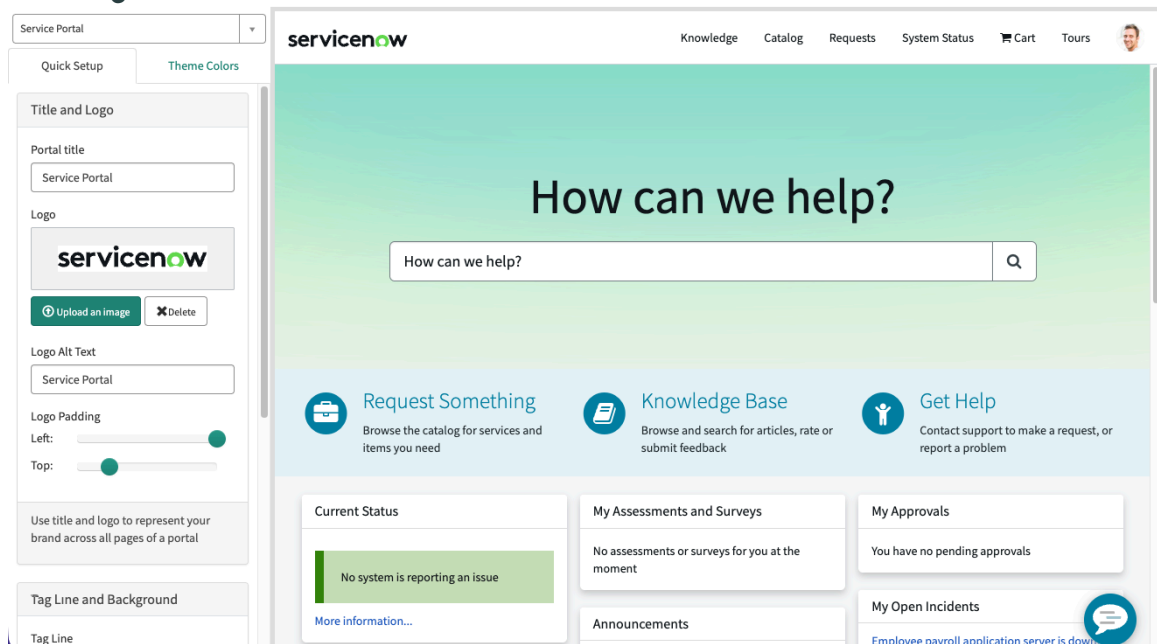 Service Portal
Quick Setup
Theme Colors
Title and Logo
Portal title
Service Portal
Logo
servicenow
Upload an image
Delete
Logo Alt Text
Service Portal
Logo Padding
Left:
Top:
Use title and logo to represent your
brand across all pages of a portal
Tag Line and Background
Tag Line
servicenow
Knowledge
Catalog
Requests
System Status
Cart
Tours
How can we help?
How can we help?
Request Something
Browse the catalog for services and
items you need
Knowledge Base
Browse and search for articles, rate or
submit feedback
Get Help
Contact support to make a request, or
report a problem
Current Status
No system is reporting an issue
More information...
My Assessments and Surveys
No assessments or surveys for you at the
moment
Announcements
My Approvals
You have no pending approvals
My Open Incidents
Employee payroll application server is